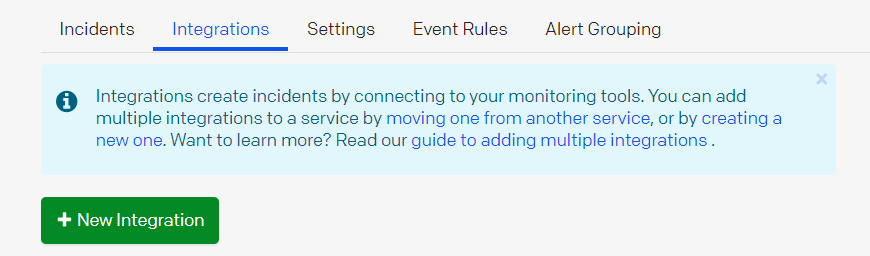 Incidents Integrations Settings Event Rules Alert Grouping
Integrations create incidents by connecting to your monitoring tools. You can add
multiple integrations to a service by moving one from another service, or by creating a
new one. Want to learn more? Read our guide to adding multiple integrations .
+ New Integration